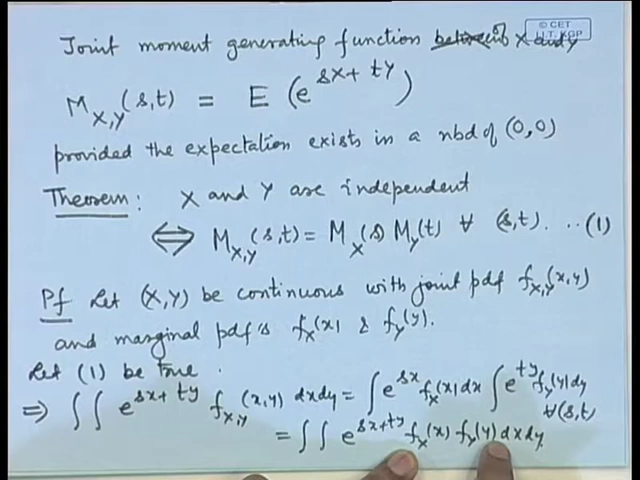 © CET
I.I.T. KGP
Joint moment generating function of X and Y
M_{X,Y}(s,t) = E (e^{sX + tY})
provided the expectation exists in a nbd of (0,0)
Theorem: X and Y are independent
⇔ M_{X,Y}(s,t) = M_X(s) M_Y(t) ∀ (s,t). ..(1)
Pf Let (X,Y) be continuous with joint pdf f_{X,Y}(x,y)
and marginal pdf's f_X(x) & f_Y(y).
Let (1) be true.
⇒ ∫∫ e^{sx + ty} f_{X,Y}(x,y) dx dy = ∫ e^{sx} f_X(x) dx ∫ e^{ty} f_Y(y) dy
∀ (s,t
= ∫∫ e^{sx+ty} f_X(x) f_Y(y) dx dy